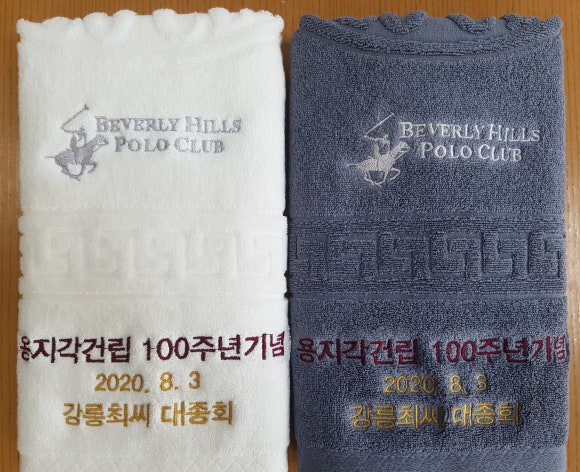 BEVERLY HILLS
POLO CLUB
용지각건립 100주년기념
2020. 8. 3
강릉최씨 대종회
BEVERLY HILLS
POLO CLUB
용지각건립 100주년기념
2020. 8. 3
강릉최씨 대종회